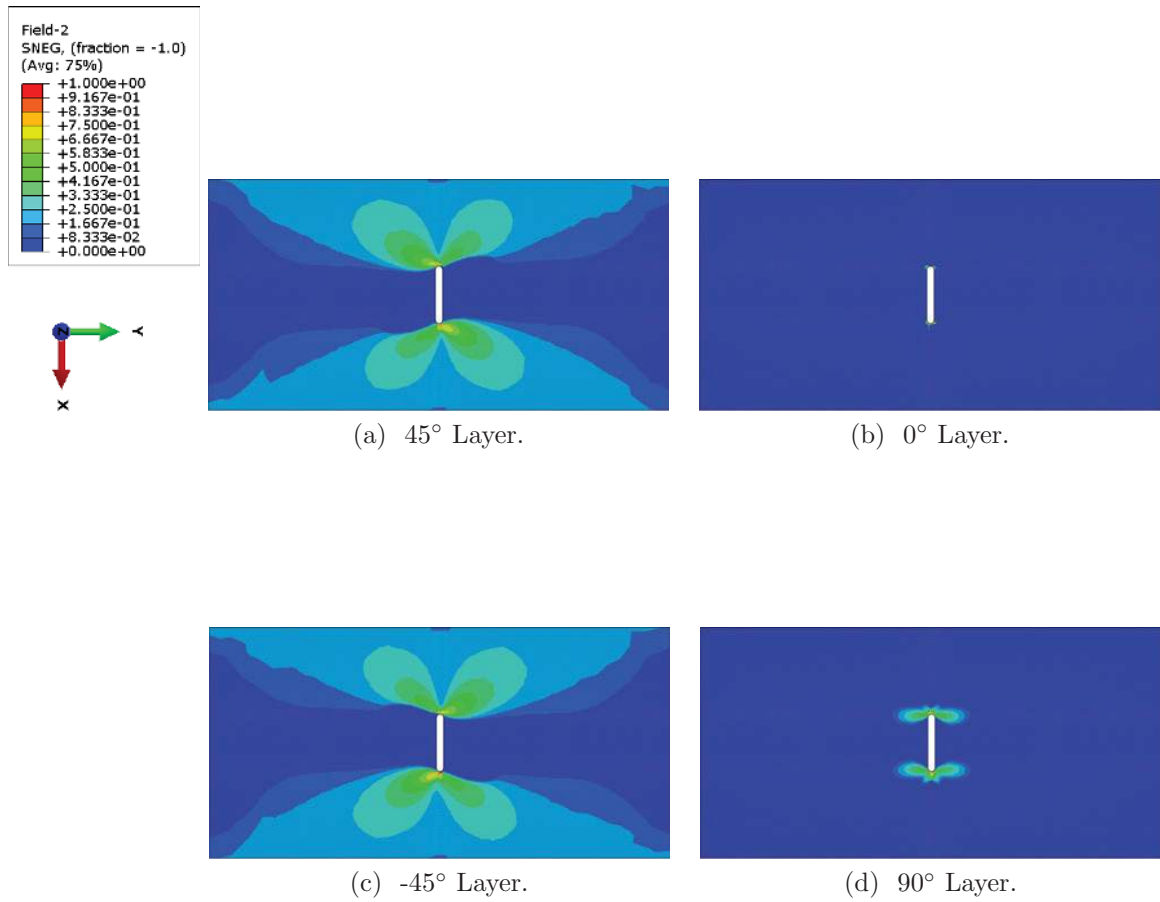 Field-2
SNEG, (fraction = -1.0)
(Avg: 75%)
+1.000e+00
+9.167e-01
+8.333e-01
+7.500e-01
+6.667e-01
+5.833e-01
+5.000e-01
+4.167e-01
+3.333e-01
+2.500e-01
+1.667e-01
+8.333e-02
+0.000e+00
Z
Y
X
(a) 45° Layer.
(b) 0° Layer.
(c) -45° Layer.
(d) 90° Layer.